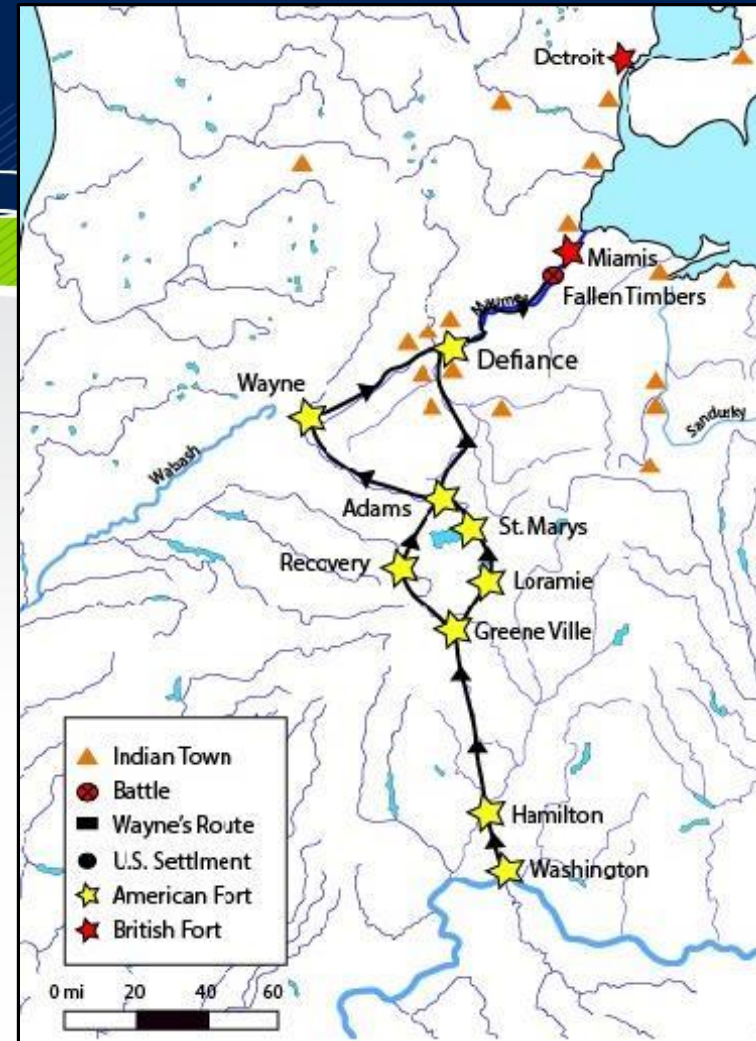 Detroit
Miamis
Fallen Timbers
Maumee
Defiance
Wayne
Sandusky
Wabash
Adams
St. Marys
Recovery
Loramie
Greene Ville
Indian Town
Battle
Wayne's Route
U.S. Settlment
American Fort
British Fort
Hamilton
Washington
0 mi 20 40 60